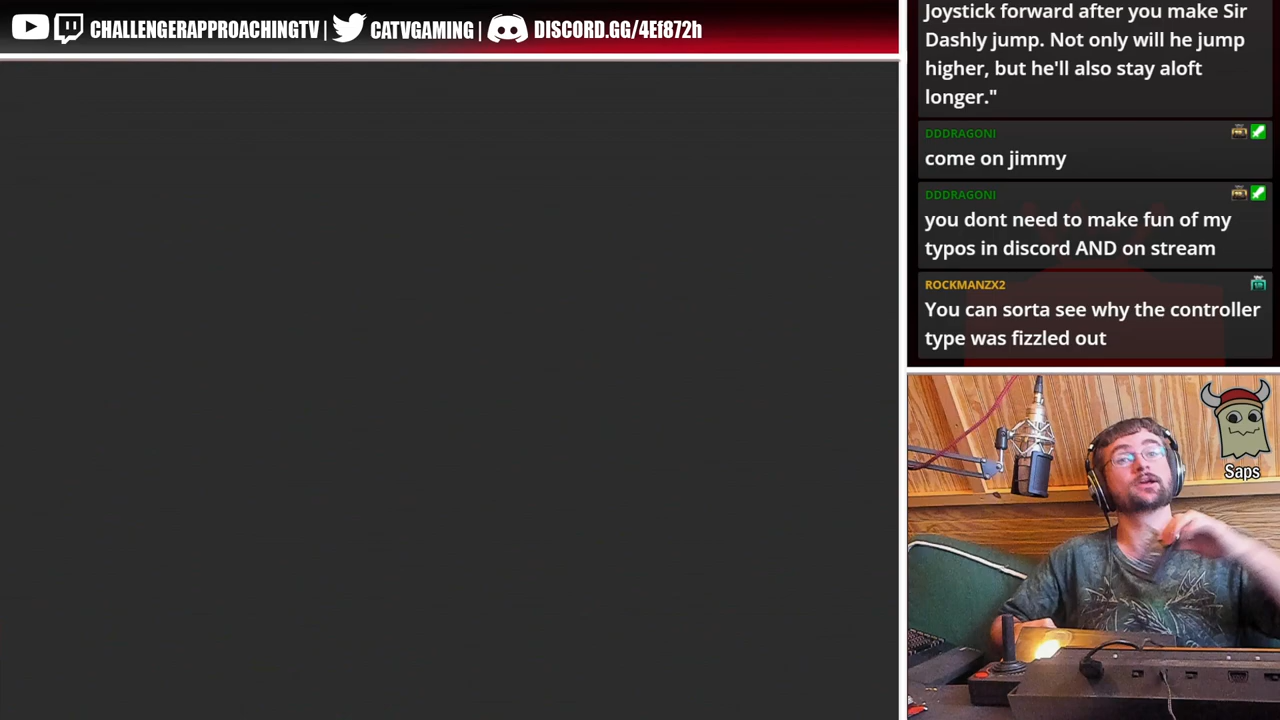 CHALLENGERAPPROACHINGTV | CATVGAMING | DISCORD.GG/4Ef872h
Joystick forward after you make Sir
Dashly jump. Not only will he jump
higher, but he'll also stay aloft
longer."
DDDRAGONI
come on jimmy
DDDRAGONI
you dont need to make fun of my
typos in discord AND on stream
ROCKMANZX2
You can sorta see why the controller
type was fizzled out
Saps